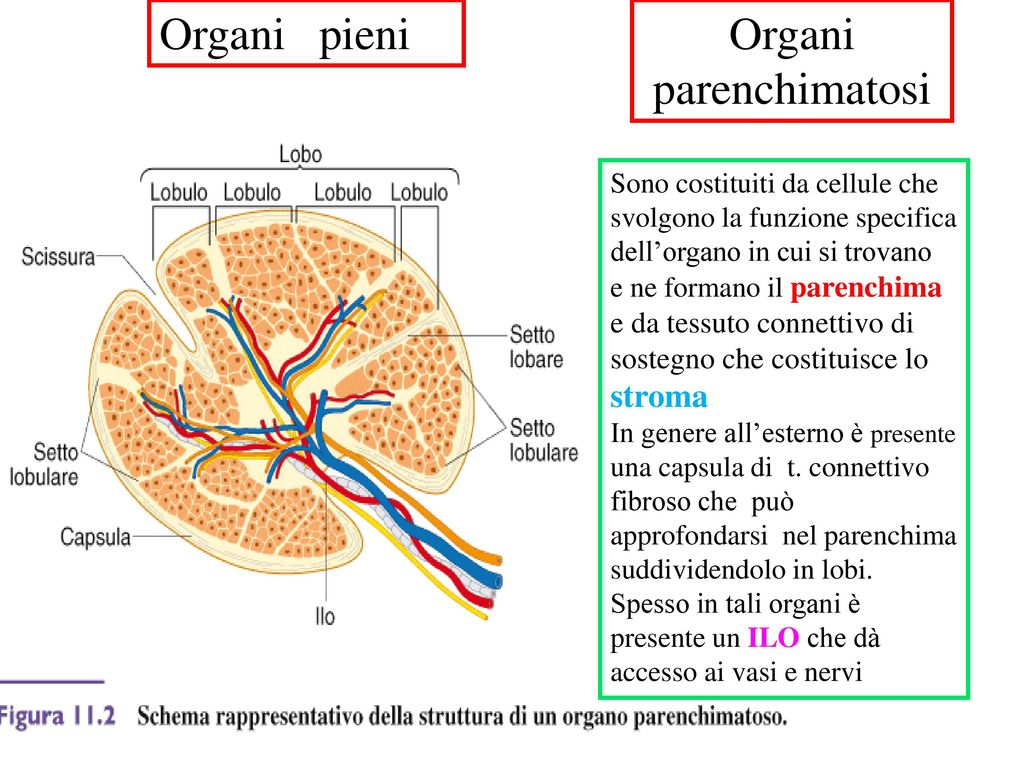 Organi pieni
Organi
parenchimatosi
Lobo
Lobulo Lobulo Lobulo Lobulo
Scissura
Setto
lobare
Setto
lobulare
Setto
lobulare
Capsula
Ilo
Sono costituiti da cellule che
svolgono la funzione specifica
dell’organo in cui si trovano
e ne formano il parenchima
e da tessuto connettivo di
sostegno che costituisce lo
stroma
In genere all’esterno è presente
una capsula di t. connettivo
fibroso che può
approfondarsi nel parenchima
suddividendolo in lobi.
Spesso in tali organi è
presente un ILO che dà
accesso ai vasi e nervi
Figura 11.2 Schema rappresentativo della struttura di un organo parenchimatoso.